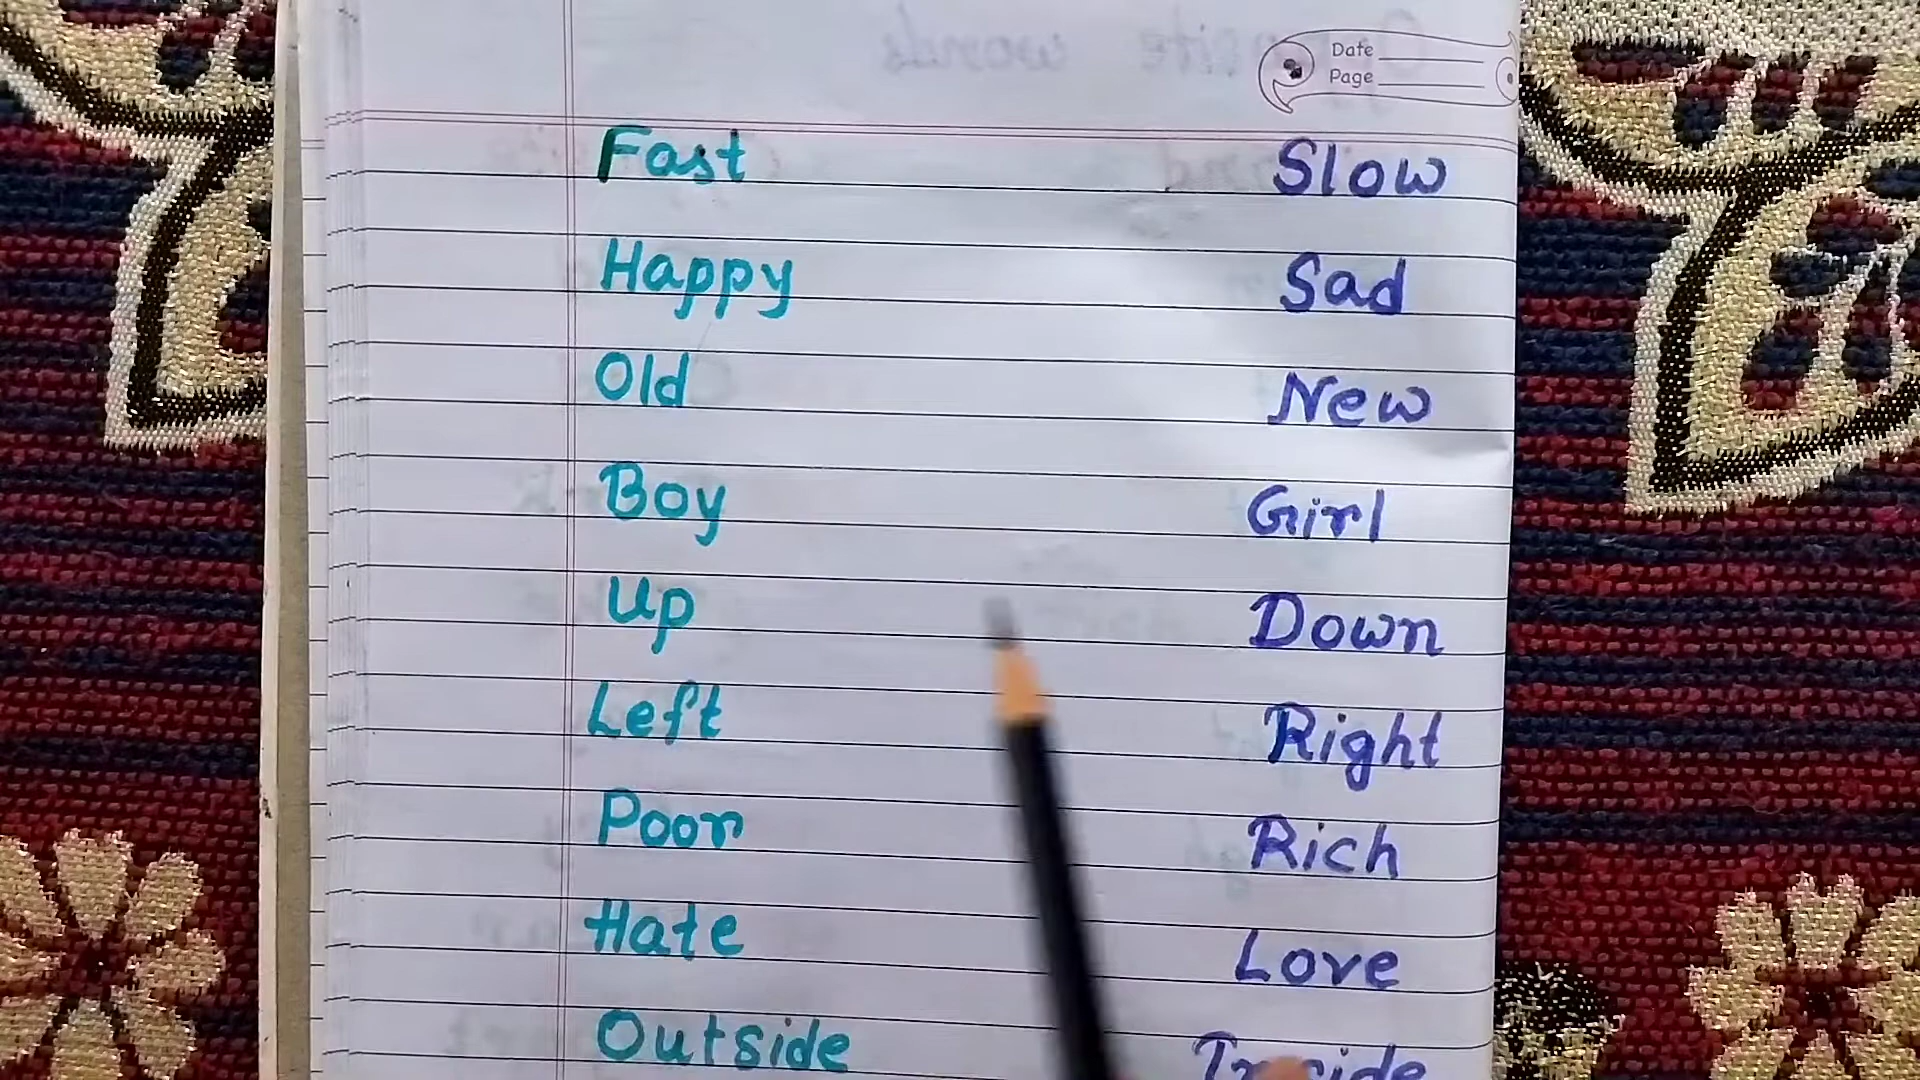 Date
Page
Fast Slow
Happy Sad
Old New
Boy Girl
Up Down
Left Right
Poor Rich
Hate Love
Outside Inside